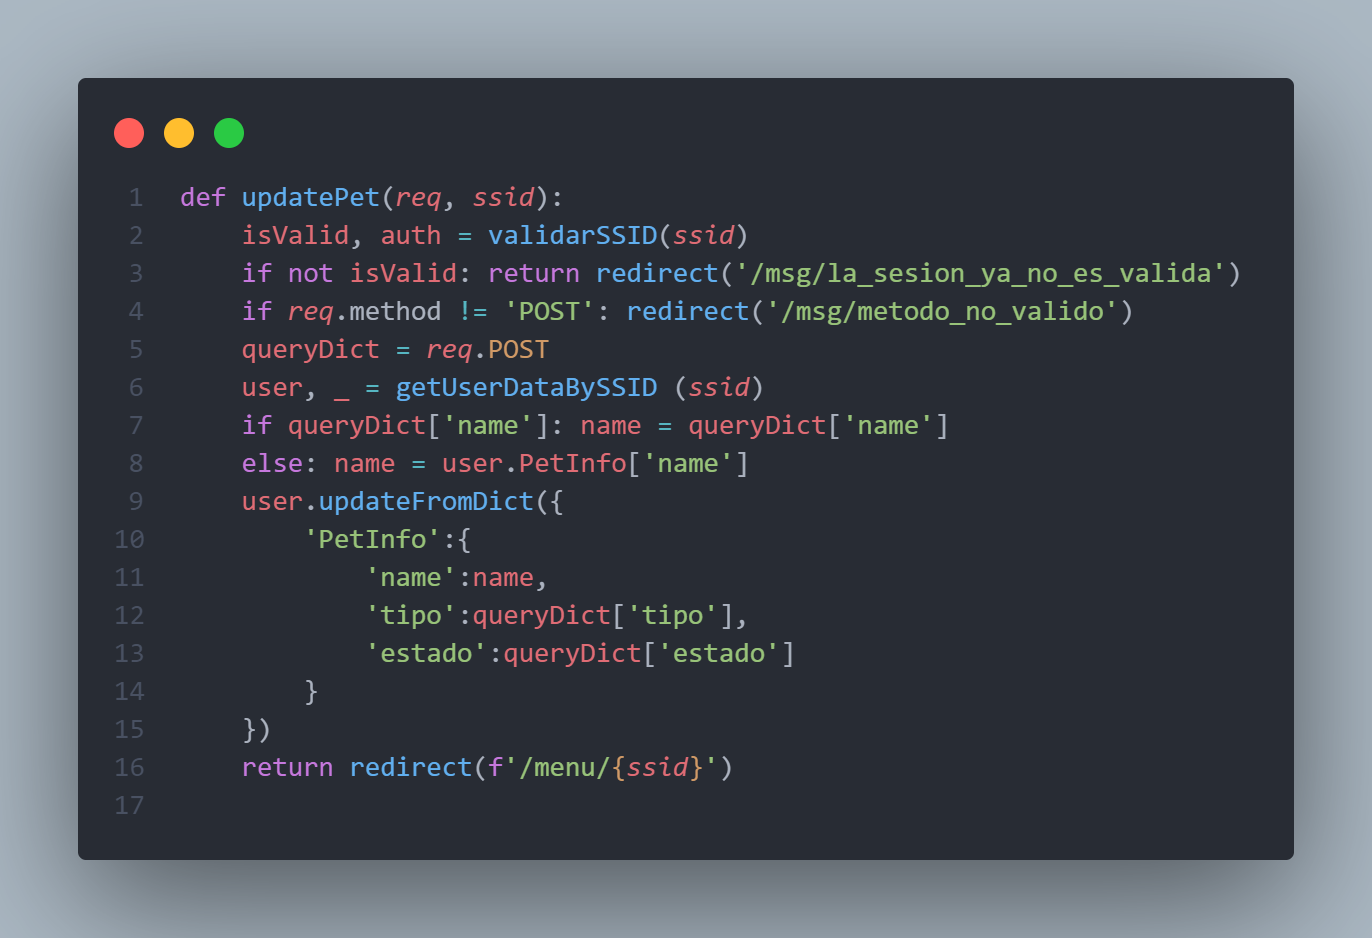 1 def updatePet(req, ssid):
2     isValid, auth = validarSSID(ssid)
3     if not isValid: return redirect('/msg/la_sesion_ya_no_es_valida')
4     if req.method != 'POST': redirect('/msg/metodo_no_valido')
5     queryDict = req.POST
6     user, _ = getUserDataBySSID (ssid)
7     if queryDict['name']: name = queryDict['name']
8     else: name = user.PetInfo['name']
9     user.updateFromDict({
10         'PetInfo':{
11             'name':name,
12             'tipo':queryDict['tipo'],
13             'estado':queryDict['estado']
14         }
15     })
16     return redirect(f'/menu/{ssid}')
17